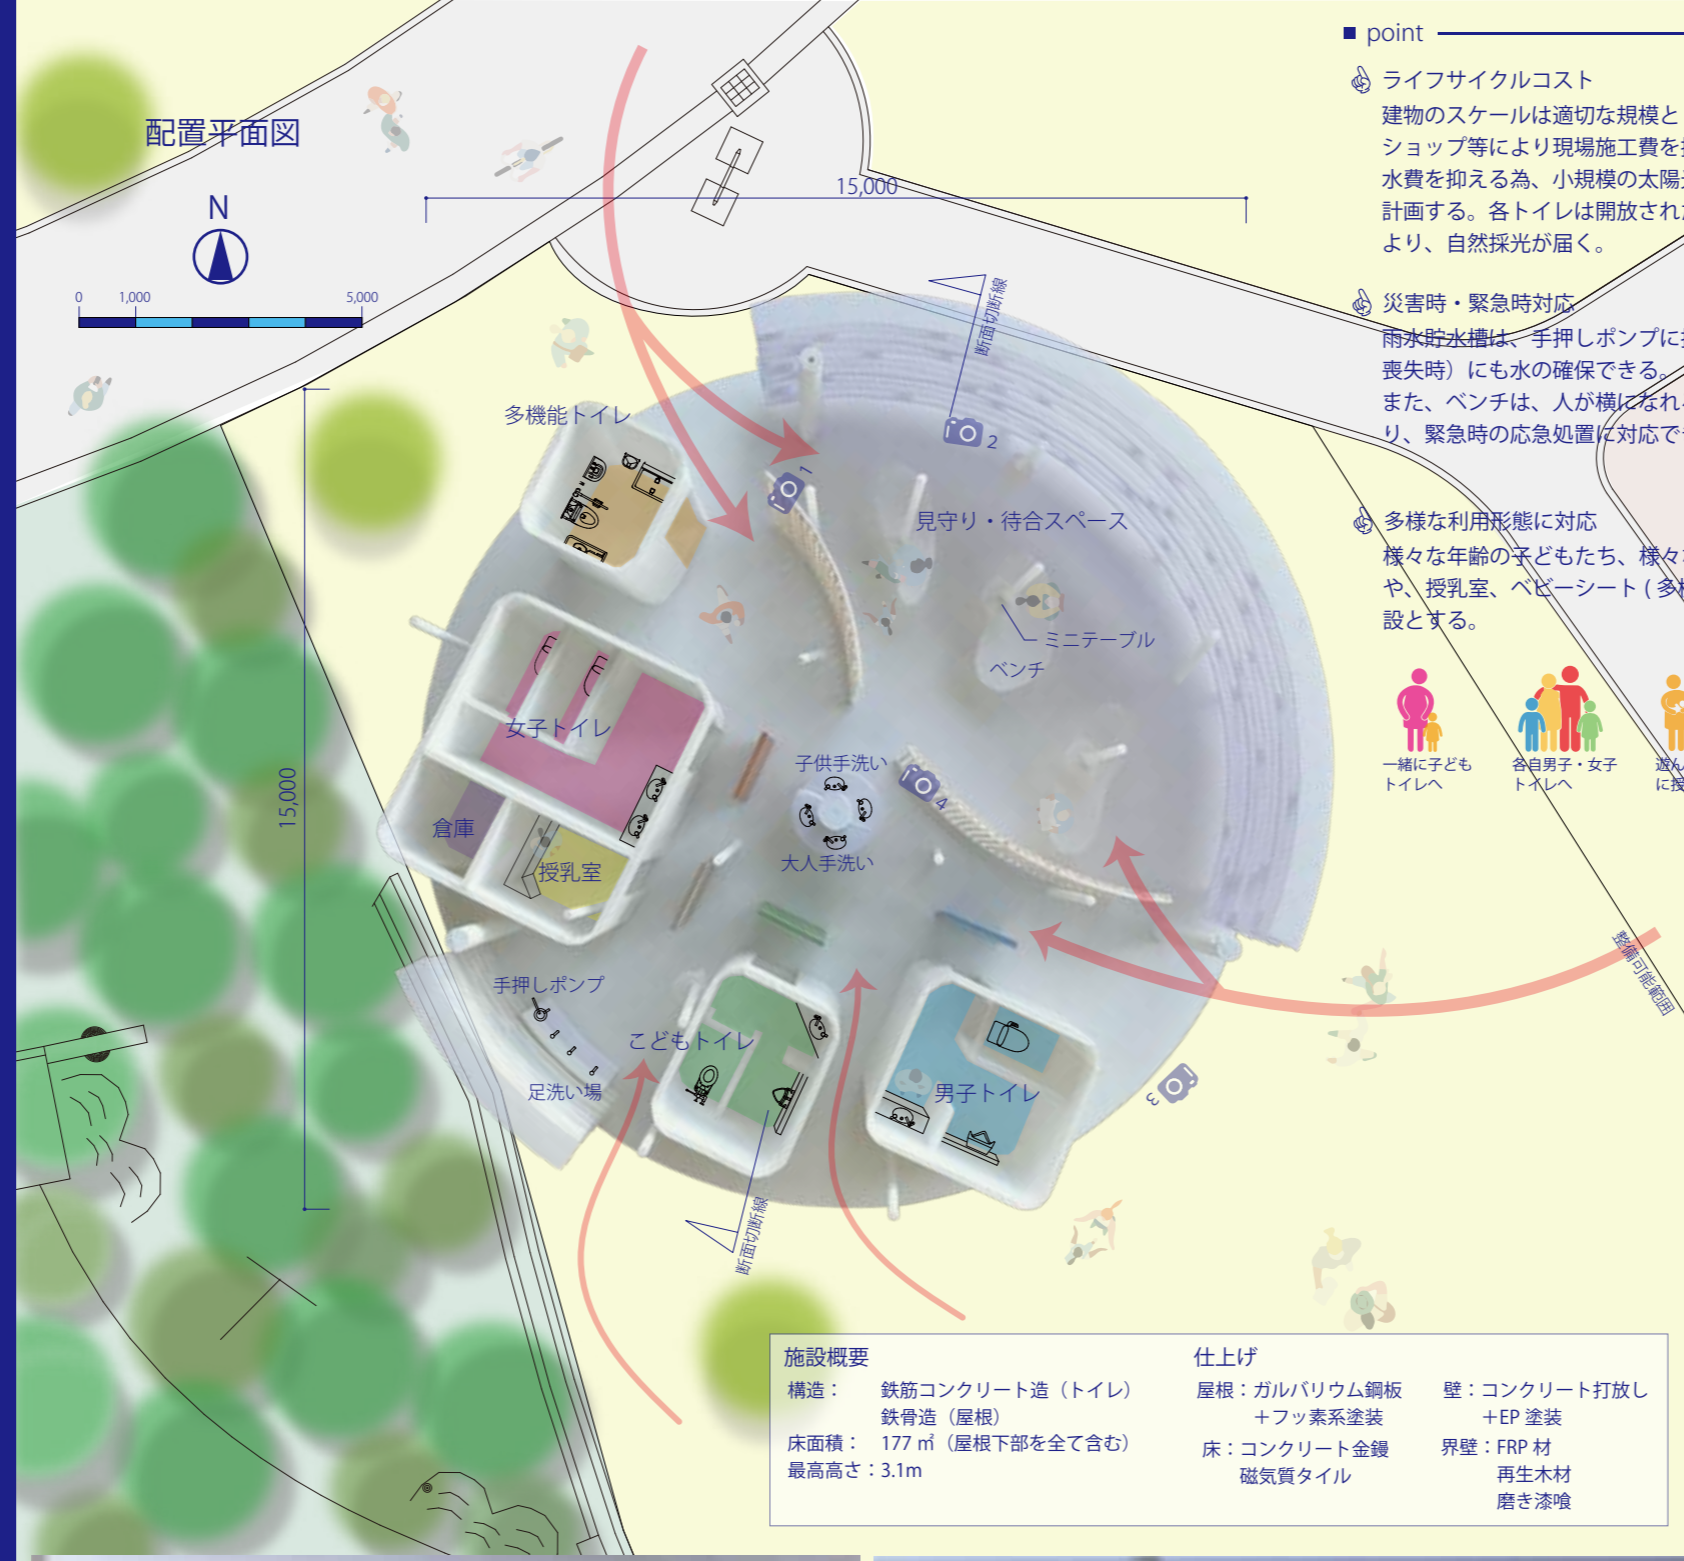 配置平面図
N
0 1,000 5,000
15,000
15,000
断面切断線
多機能トイレ
1
2
見守り・待合スペース
ミニテーブル
ベンチ
女子トイレ
子供手洗い
4
大人手洗い
倉庫
授乳室
手押しポンプ
足洗い場
こどもトイレ
男子トイレ
3
断面切断線
整備可能範囲
■ point
ライフサイクルコスト
建物のスケールは適切な規模と
ショップ等により現場施工費を
水費を抑える為、小規模の太陽
計画する。各トイレは開放され
より、自然採光が届く。
災害時・緊急時対応
雨水貯水槽は、手押しポンプに
喪失時）にも水の確保できる。
また、ベンチは、人が横になれ
り、緊急時の応急処置に対応で
多様な利用形態に対応
様々な年齢の子どもたち、様々
や、授乳室、ベビーシート ( 多
設とする。
一緒に子ども
トイレへ
各自男子・女子
トイレへ
遊ん
に授
施設概要
構造： 鉄筋コンクリート造（トイレ）
鉄骨造（屋根）
床面積： 177 ㎡（屋根下部を全て含む）
最高高さ：3.1m
仕上げ
屋根：ガルバリウム鋼板
＋フッ素系塗装
床：コンクリート金鏝
磁気質タイル
壁：コンクリート打放し
＋EP 塗装
界壁：FRP 材
再生木材
磨き漆喰